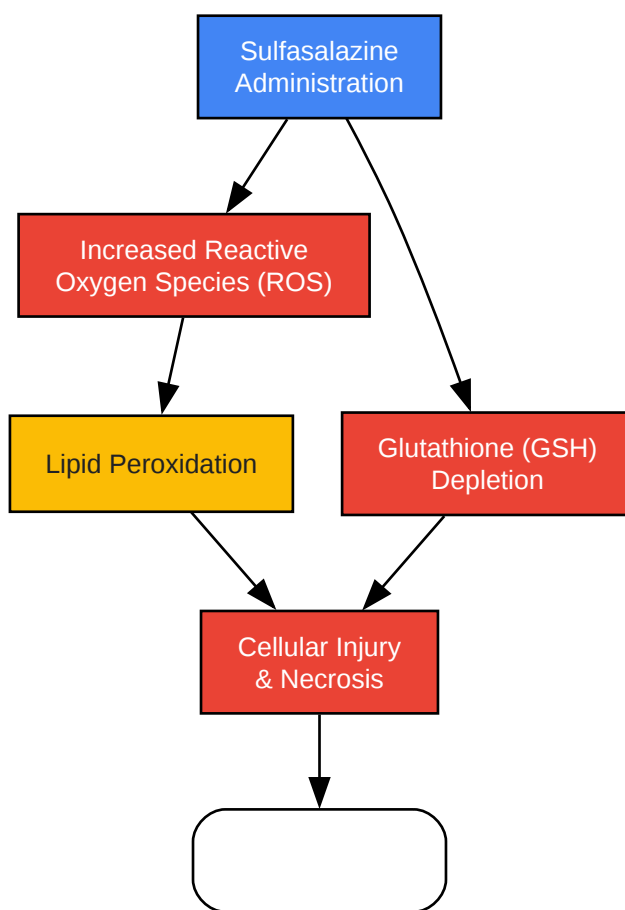 Sulfasalazine
Administration
Increased Reactive
Oxygen Species (ROS)
Lipid Peroxidation
Glutathione (GSH)
Depletion
Cellular Injury
& Necrosis